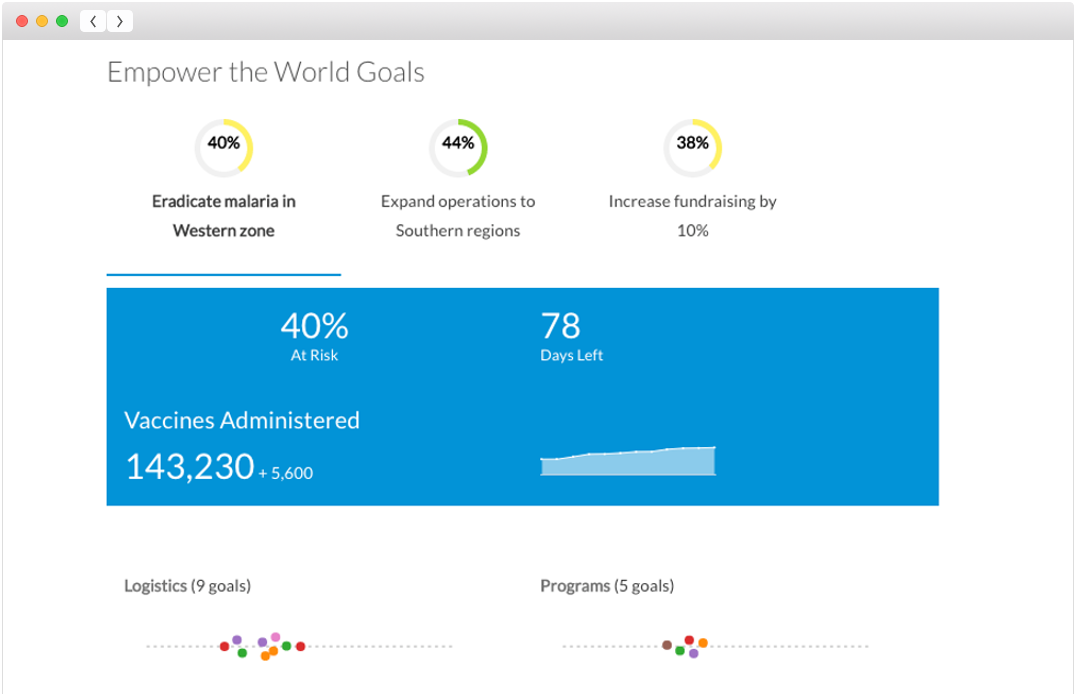 Empower the World Goals
40%
44%
38%
Eradicate malaria in
Western zone
Expand operations to
Southern regions
Increase fundraising by
10%
40%
At Risk
78
Days Left
Vaccines Administered
143,230 + 5,600
Logistics (9 goals)
Programs (5 goals)